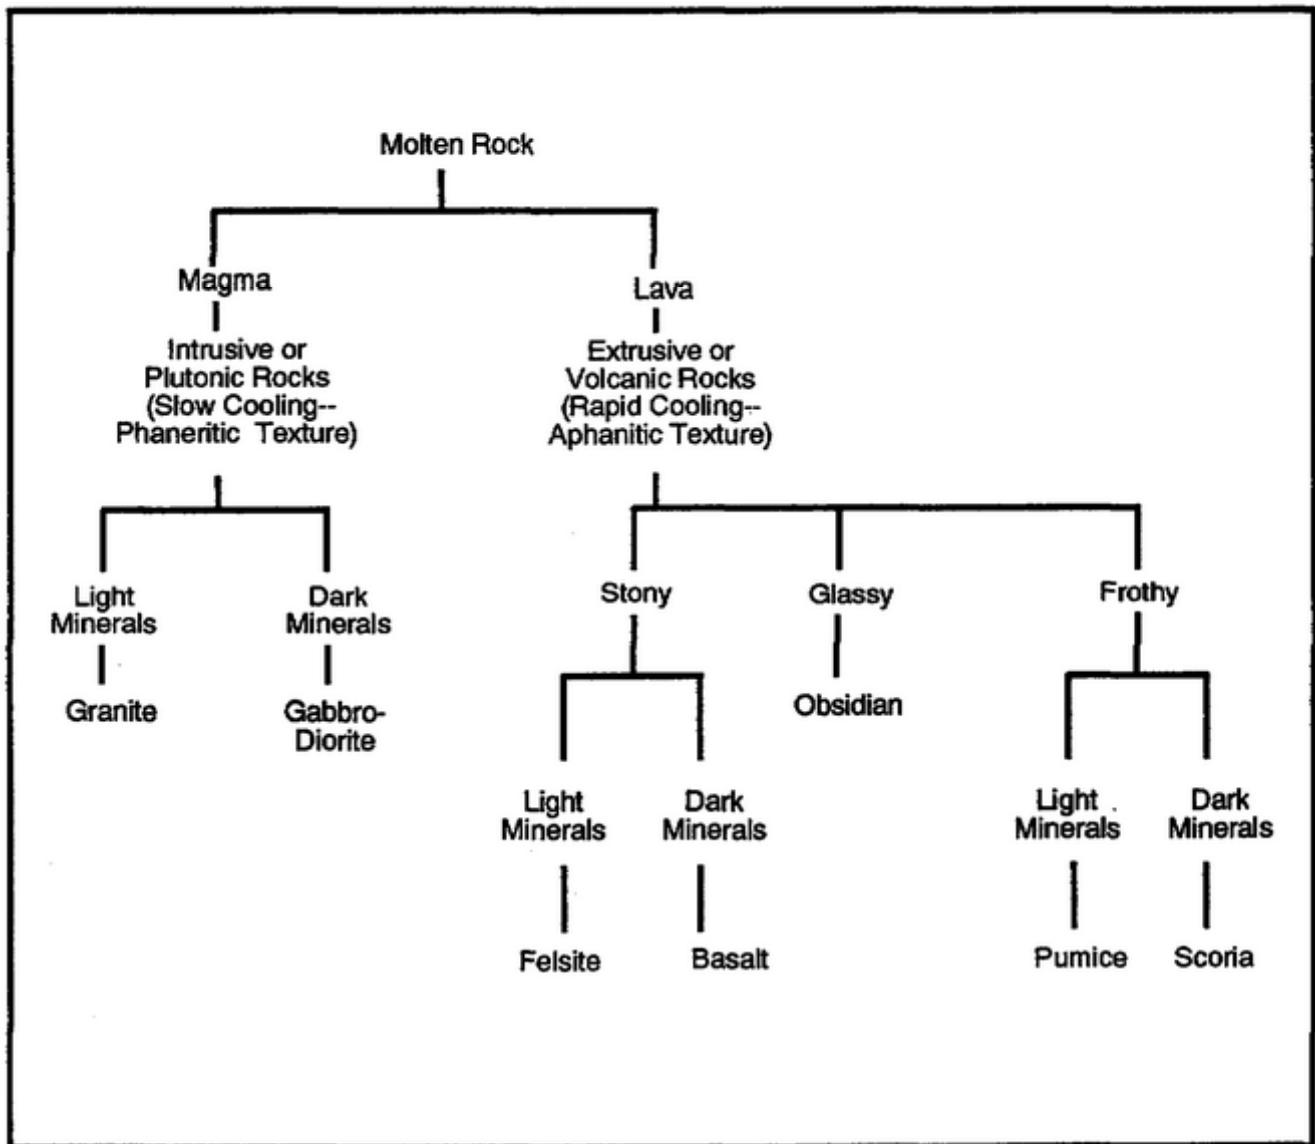 Molten Rock
Magma
Lava
Intrusive or
Plutonic Rocks
(Slow Cooling--
Phaneritic Texture)
Extrusive or
Volcanic Rocks
(Rapid Cooling--
Aphanitic Texture)
Light
Minerals
Dark
Minerals
Stony
Glassy
Frothy
Granite
Gabbro-
Diorite
Obsidian
Light
Minerals
Dark
Minerals
Light
Minerals
Dark
Minerals
Felsite
Basalt
Pumice
Scoria